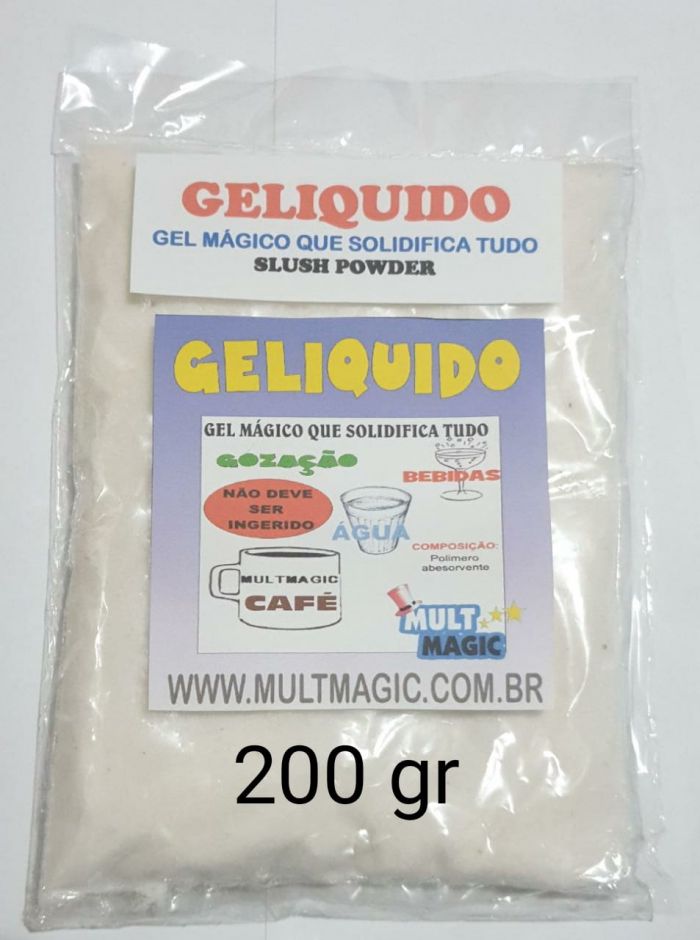 GELIQUIDO
GEL MÁGICO QUE SOLIDIFICA TUDO
SLUSH POWDER
GELIQUIDO
GEL MÁGICO QUE SOLIDIFICA TUDO
GOZAÇÃO
BEBIDAS
NÃO DEVE
SER
INGERIDO
ÁGUA
COMPOSIÇÃO:
Polimero
abesorvente
MULTMAGIC
CAFÉ
MULT
MAGIC
WWW.MULTMAGIC.COM.BR
200 gr